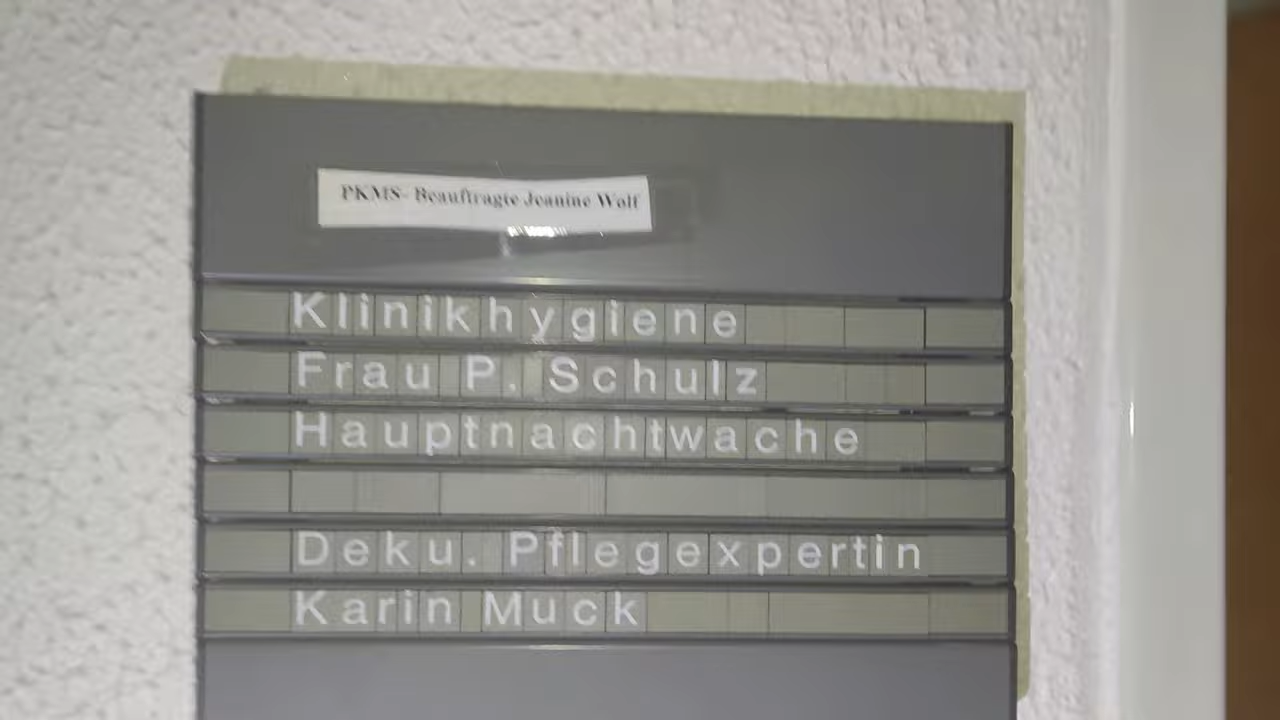 PKMS- Beauftragte Jeanine Wolf
Klinikhygiene
Frau P. Schulz
Hauptnachtwache
Deku. Pflegexpertin
Karin Muck